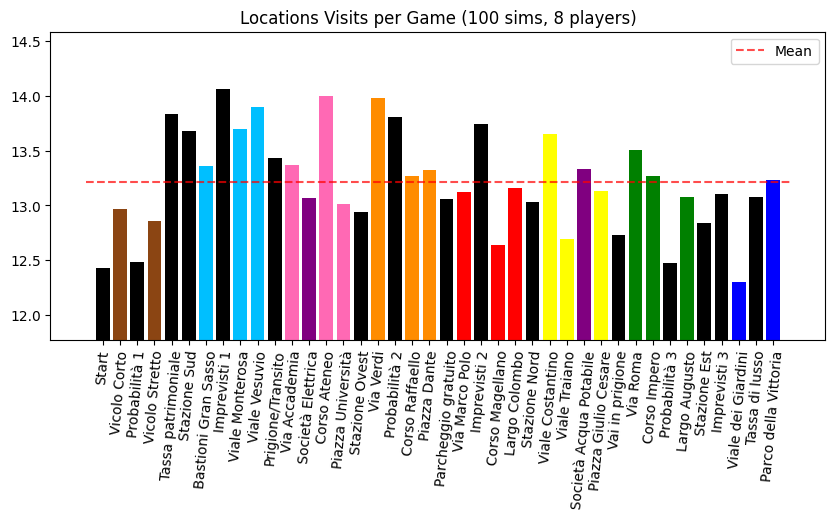 Locations Visits per Game (100 sims, 8 players)
Mean
14.5
14.0
13.5
13.0
12.5
12.0
Start
Vicolo Corto
Probabilità 1
Vicolo Stretto
Tassa patrimoniale
Stazione Sud
Bastioni Gran Sasso
Imprevisti 1
Viale Monterosa
Viale Vesuvio
Prigione/Transito
Via Accademia
Società Elettrica
Corso Ateneo
Piazza Università
Stazione Ovest
Via Verdi
Probabilità 2
Corso Raffaello
Piazza Dante
Parcheggio gratuito
Via Marco Polo
Imprevisti 2
Corso Magellano
Largo Colombo
Stazione Nord
Viale Costantino
Viale Traiano
Società Acqua Potabile
Piazza Giulio Cesare
Vai in prigione
Via Roma
Corso Impero
Probabilità 3
Largo Augusto
Stazione Est
Imprevisti 3
Viale dei Giardini
Tassa di lusso
Parco della Vittoria